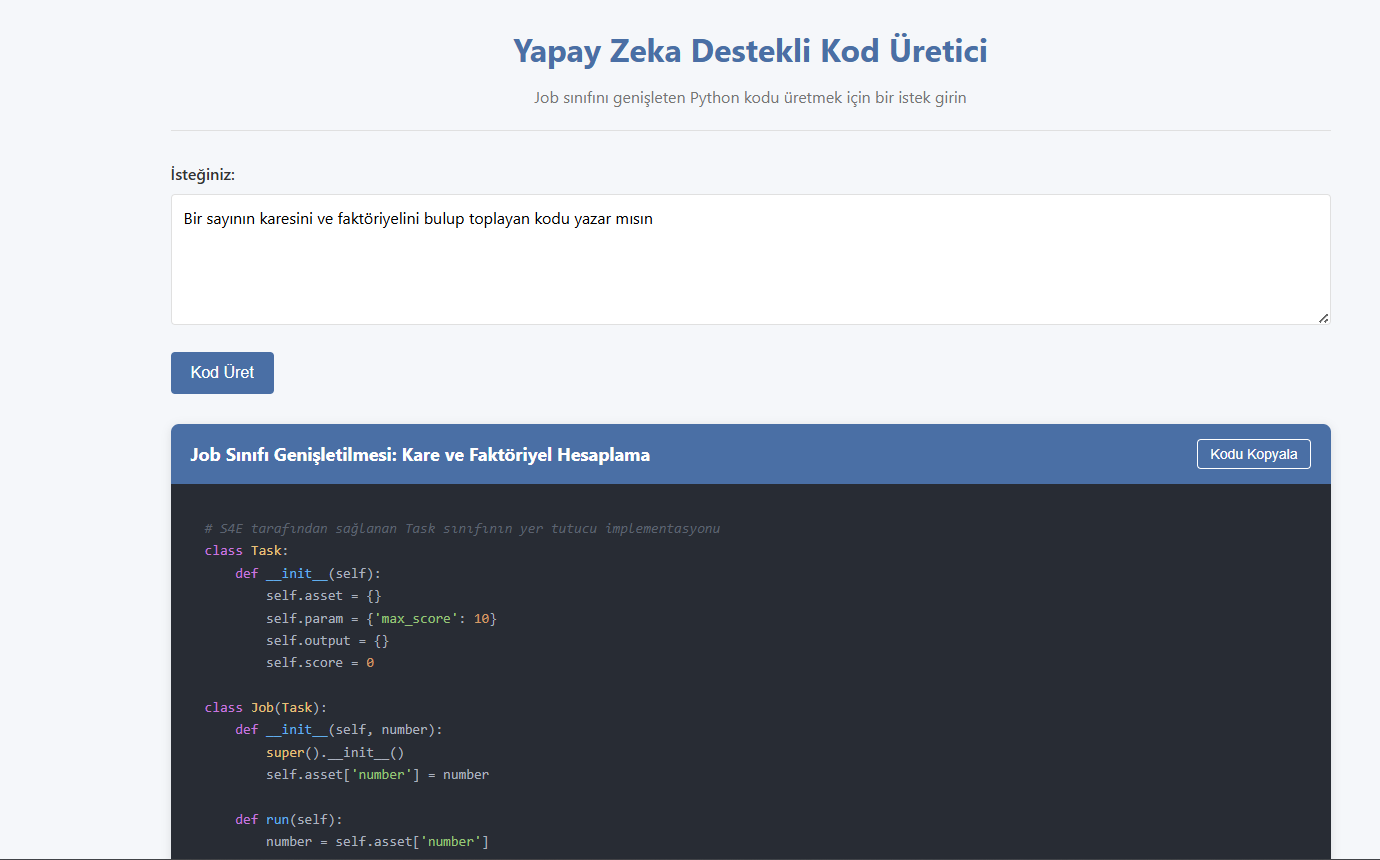 Yapay Zeka Destekli Kod Üretici
Job sınıfını genişleten Python kodu üretmek için bir istek girin
İsteğiniz:
Bir sayının karesini ve faktöriyelini bulup toplayan kodu yazar mısın
Kod Üret
Job Sınıfı Genişletilmesi: Kare ve Faktöriyel Hesaplama
Kodu Kopyala
# S4E tarafından sağlanan Task sınıfının yer tutucu implementasyonu
class Task:
    def __init__(self):
        self.asset = {}
        self.param = {'max_score': 10}
        self.output = {}
        self.score = 0
class Job(Task):
    def __init__(self, number):
        super().__init__()
        self.asset['number'] = number
    def run(self):
        number = self.asset['number']